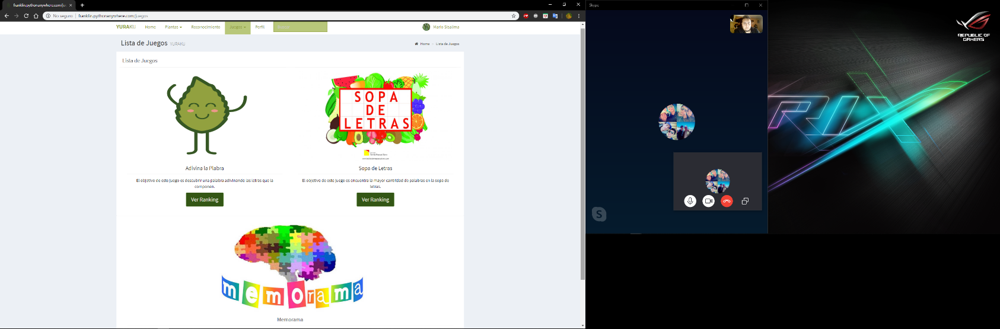 franklin.pythonanywhere.com/ju
No seguro
franklin.pythonanywhere.com/juegos
YURAKU
Home
Plantas
Reconocimiento
Juegos
Perfil
Buscar
Mario Sisalima
Lista de Juegos YURAKU
Home
Lista de Juegos
Lista de Juegos
SOPA
DE
LETRAS
Adivina la Plabra
El objetivo de este juego es descubrir una palabra adivinando las letras que la
componen.
Ver Ranking
Sopa de Letras
El objetivo de este juego es encuentra la mayor cantidad de palabras en la sopa de
letras.
Ver Ranking
memorama
Memorama
Skype
S
REPUBLIC OF
GAMERS